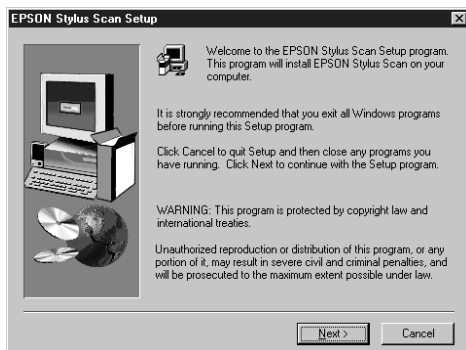 EPSON Stylus Scan Setup
Welcome to the EPSON Stylus Scan Setup program.
This program will install EPSON Stylus Scan on your
computer.
It is strongly recommended that you exit all Windows programs
before running this Setup program.
Click Cancel to quit Setup and then close any programs you
have running. Click Next to continue with the Setup program.
WARNING: This program is protected by copyright law and
international treaties.
Unauthorized reproduction or distribution of this program, or any
portion of it, may result in severe civil and criminal penalties, and
will be prosecuted to the maximum extent possible under law.
Next >
Cancel